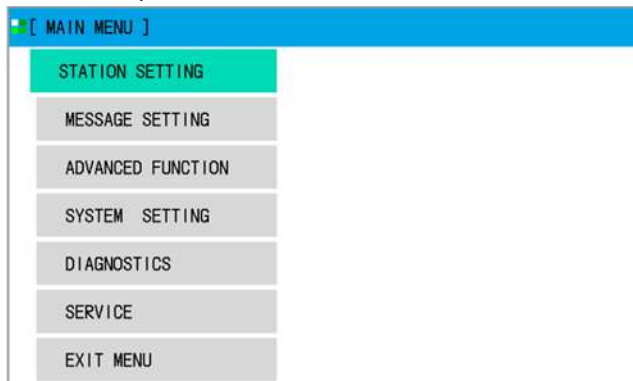 [ MAIN MENU ]
STATION SETTING
MESSAGE SETTING
ADVANCED FUNCTION
SYSTEM  SETTING
DIAGNOSTICS
SERVICE
EXIT MENU